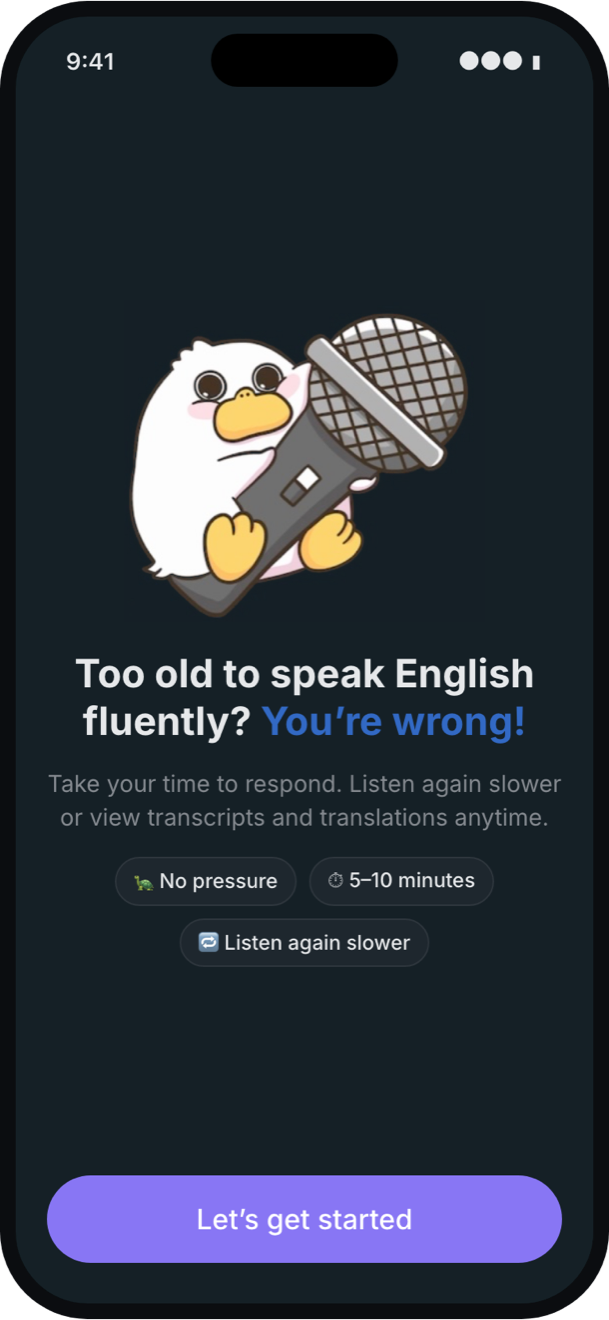 9:41
Too old to speak English
fluently? You’re wrong!
Take your time to respond. Listen again slower
or view transcripts and translations anytime.
🐢 No pressure
⏱ 5–10 minutes
🔁 Listen again slower
Let’s get started